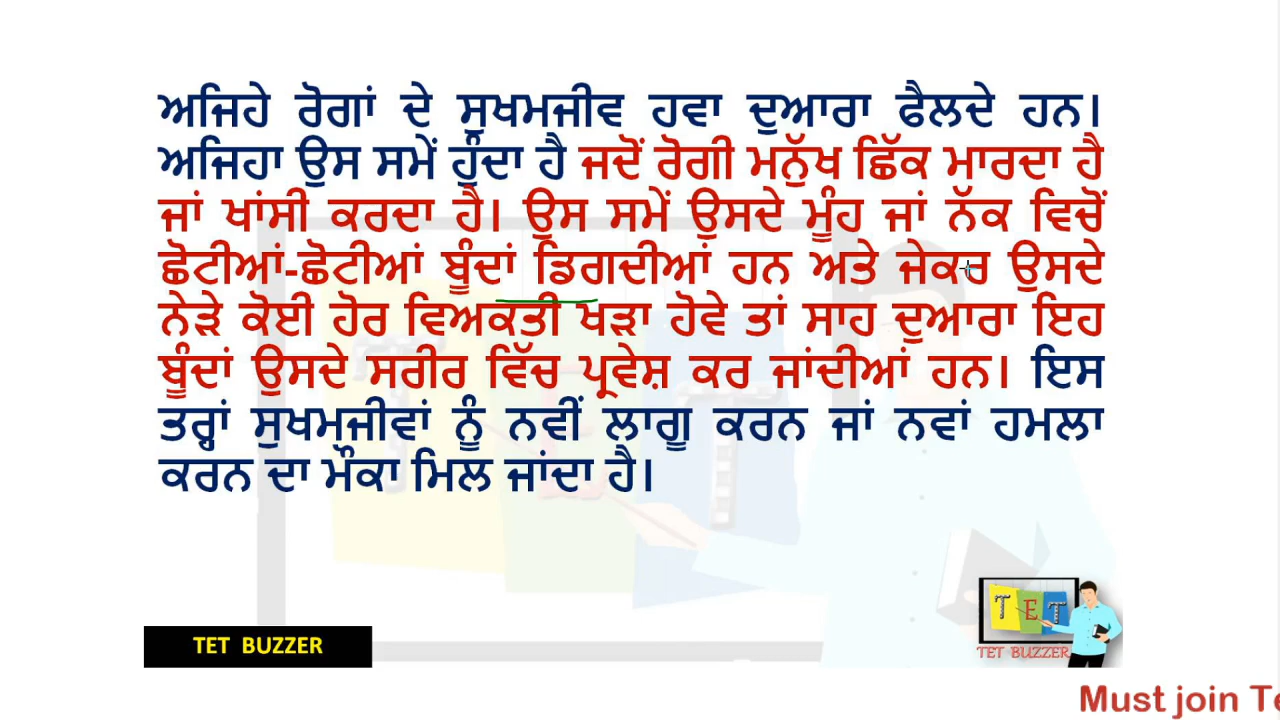 ਅਜਿਹੇ ਰੋਗਾਂ ਦੇ ਸੁਖਮਜੀਵ ਹਵਾ ਦੁਆਰਾ ਫੈਲਦੇ ਹਨ।
ਅਜਿਹਾ ਉਸ ਸਮੇਂ ਹੁੰਦਾ ਹੈ ਜਦੋਂ ਰੋਗੀ ਮਨੁੱਖ ਛਿੱਕ ਮਾਰਦਾ ਹੈ
ਜਾਂ ਖਾਂਸੀ ਕਰਦਾ ਹੈ। ਉਸ ਸਮੇਂ ਉਸਦੇ ਮੂੰਹ ਜਾਂ ਨੱਕ ਵਿਚੋਂ
ਛੋਟੀਆਂ-ਛੋਟੀਆਂ ਬੂੰਦਾਂ ਡਿਗਦੀਆਂ ਹਨ ਅਤੇ ਜੇਕਰ ਉਸਦੇ
ਨੇੜੇ ਕੋਈ ਹੋਰ ਵਿਅਕਤੀ ਖੜਾ ਹੋਵੇ ਤਾਂ ਸਾਹ ਦੁਆਰਾ ਇਹ
ਬੂੰਦਾਂ ਉਸਦੇ ਸਰੀਰ ਵਿੱਚ ਪ੍ਰਵੇਸ਼ ਕਰ ਜਾਂਦੀਆਂ ਹਨ। ਇਸ
ਤਰ੍ਹਾਂ ਸੁਖਮਜੀਵਾਂ ਨੂੰ ਨਵੀਂ ਲਾਗੂ ਕਰਨ ਜਾਂ ਨਵਾਂ ਹਮਲਾ
ਕਰਨ ਦਾ ਮੌਕਾ ਮਿਲ ਜਾਂਦਾ ਹੈ।
TET BUZZER
TET
TET BUZZER
Must join Te